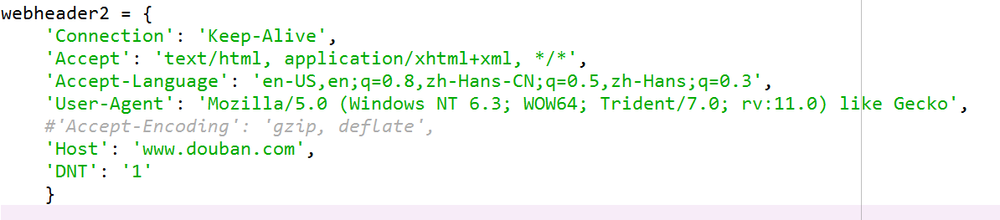 webheader2 = {
    'Connection': 'Keep-Alive',
    'Accept': 'text/html, application/xhtml+xml, */*',
    'Accept-Language': 'en-US,en;q=0.8,zh-Hans-CN;q=0.5,zh-Hans;q=0.3',
    'User-Agent': 'Mozilla/5.0 (Windows NT 6.3; WOW64; Trident/7.0; rv:11.0) like Gecko',
    #'Accept-Encoding': 'gzip, deflate',
    'Host': 'www.douban.com',
    'DNT': '1'
    }